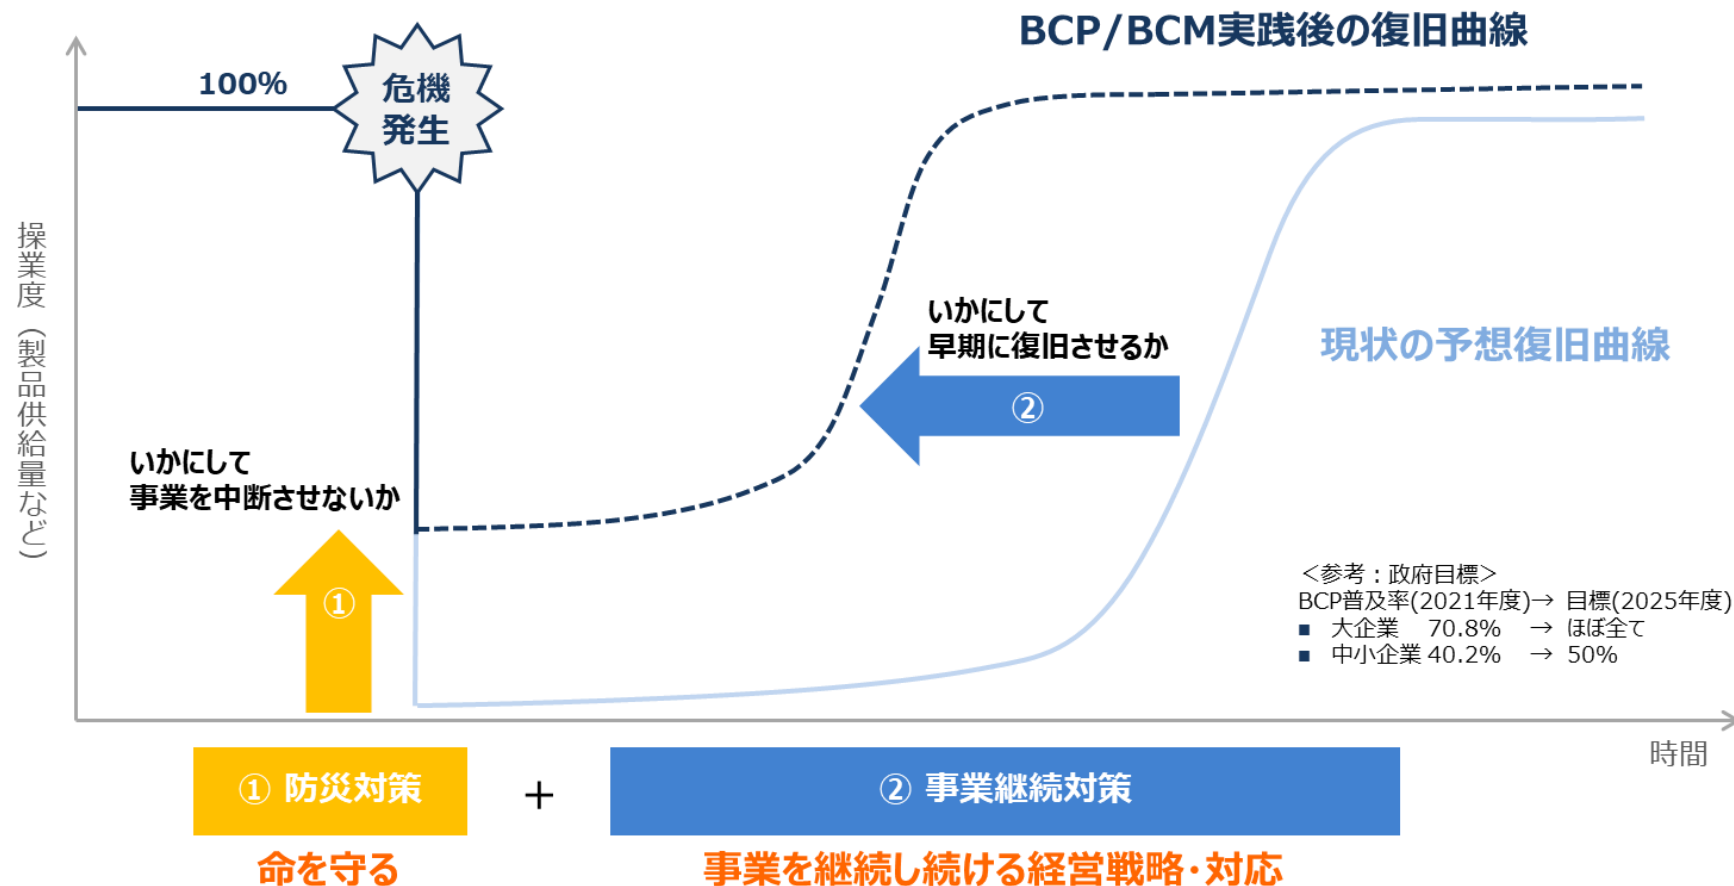 BCP/BCM実践後の復旧曲線
100%
危機
発生
操業度（製品供給量など）
いかにして
早期に復旧させるか
②
現状の予想復旧曲線
いかにして
事業を中断させないか
①
＜参考：政府目標＞
BCP普及率(2021年度)→ 目標(2025年度)
■ 大企業 70.8% → ほぼ全て
■ 中小企業 40.2% → 50%
時間
① 防災対策
＋
② 事業継続対策
命を守る
事業を継続し続ける経営戦略・対応